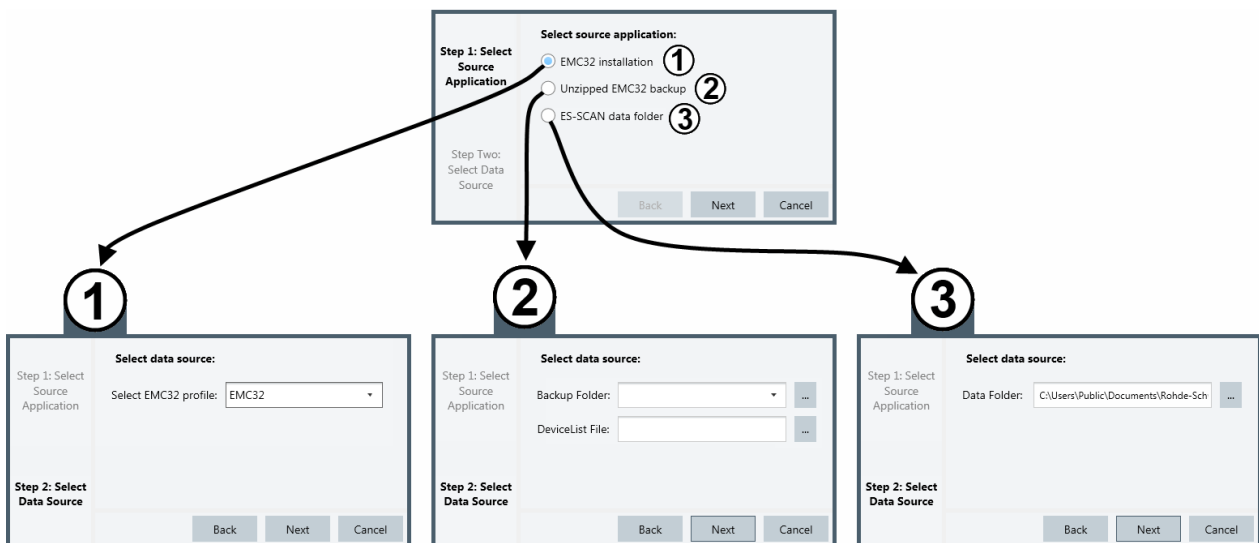 Select source application:
Step 1: Select
Source
Application
EMC32 installation 1
Unzipped EMC32 backup 2
ES-SCAN data folder 3
Step Two:
Select Data
Source
Back Next Cancel
1
Select data source:
Step 1: Select
Source
Application
Select EMC32 profile: EMC32
Step 2: Select
Data Source
Back Next Cancel
2
Select data source:
Step 1: Select
Source
Application
Backup Folder: ...
DeviceList File: ...
Step 2: Select
Data Source
Back Next Cancel
3
Select data source:
Step 1: Select
Source
Application
Data Folder: C:\Users\Public\Documents\Rohde-Sch ...
Step 2: Select
Data Source
Back Next Cancel